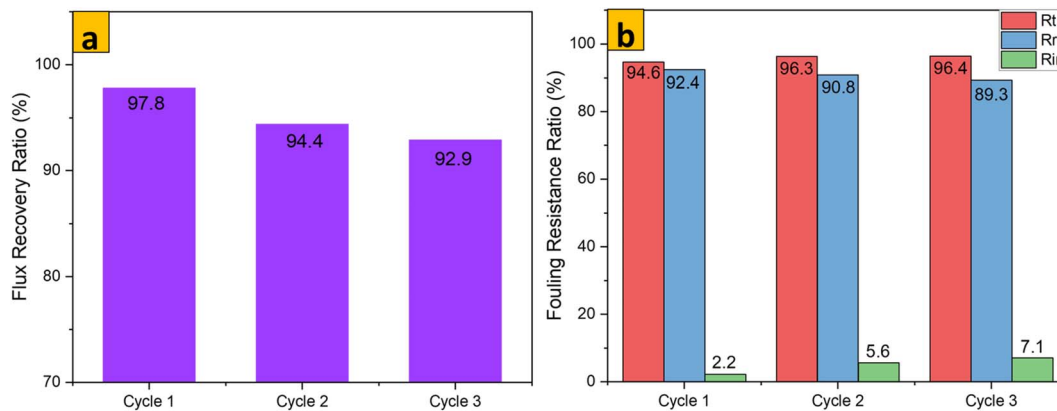 a
Flux Recovery Ratio (%)
100
90
80
70
97.8
94.4
92.9
Cycle 1
Cycle 2
Cycle 3
b
Rt
Rr
Rir
Fouling Resistance Ratio (%)
100
80
60
40
20
0
94.6
92.4
2.2
96.3
90.8
5.6
96.4
89.3
7.1
Cycle 1
Cycle 2
Cycle 3